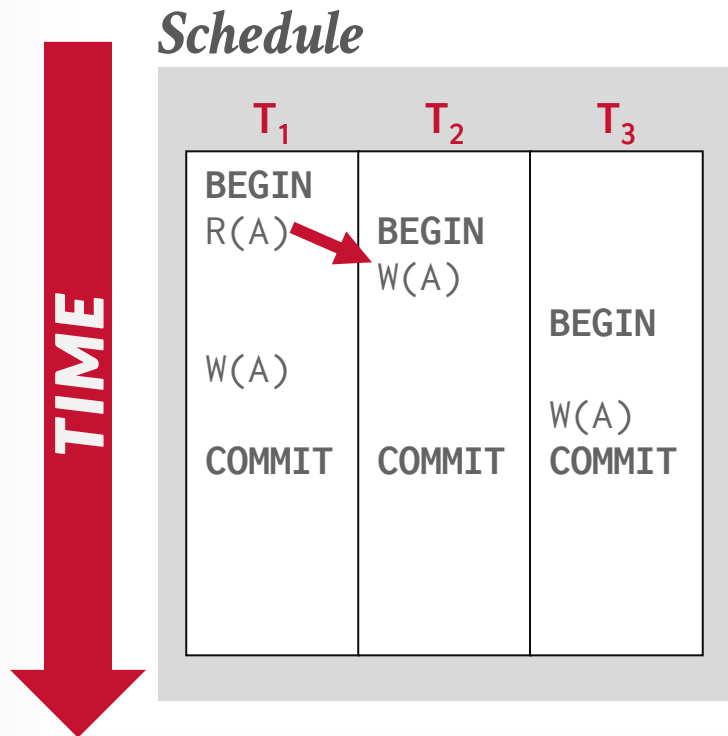 Schedule
TIME
T₁ T₂ T₃
BEGIN
R(A) BEGIN
W(A)
BEGIN
W(A)
W(A)
COMMIT COMMIT COMMIT